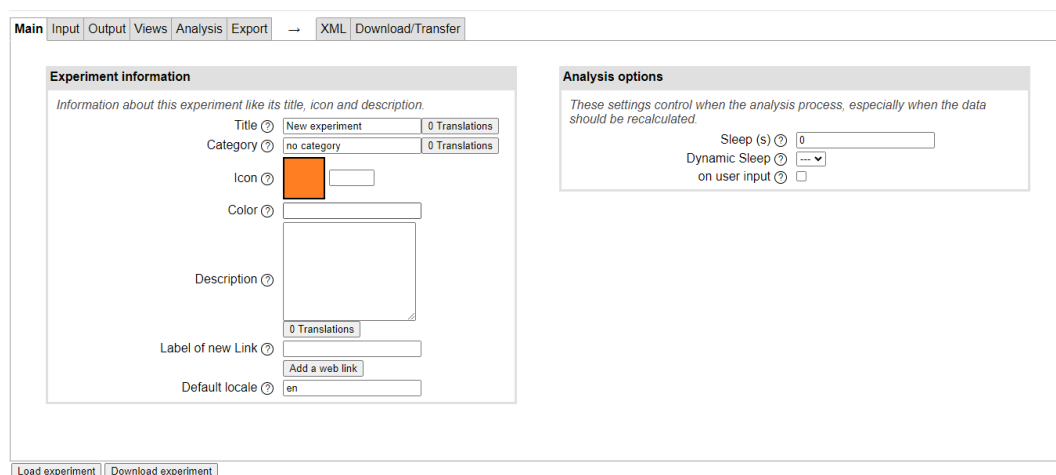 Main Input Output Views Analysis Export → XML Download/Transfer
Experiment information
Information about this experiment like its title, icon and description.
Title ? New experiment 0 Translations
Category ? no category 0 Translations
Icon ?
Color ?
Description ?
0 Translations
Label of new Link ?
Add a web link
Default locale ? en
Analysis options
These settings control when the analysis process, especially when the data
should be recalculated.
Sleep (s) ? 0
Dynamic Sleep ? ---
on user input ?
Load experiment Download experiment